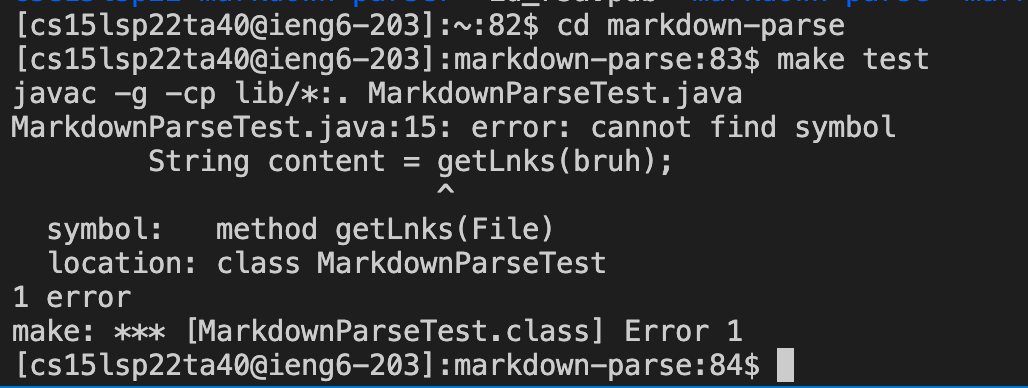 [cs15lsp22ta40@ieng6-203]:~:82$ cd markdown-parse
[cs15lsp22ta40@ieng6-203]:markdown-parse:83$ make test
javac -g -cp lib/*:. MarkdownParseTest.java
MarkdownParseTest.java:15: error: cannot find symbol
        String content = getLnks(bruh);
                         ^
  symbol:   method getLnks(File)
  location: class MarkdownParseTest
1 error
make: *** [MarkdownParseTest.class] Error 1
[cs15lsp22ta40@ieng6-203]:markdown-parse:84$